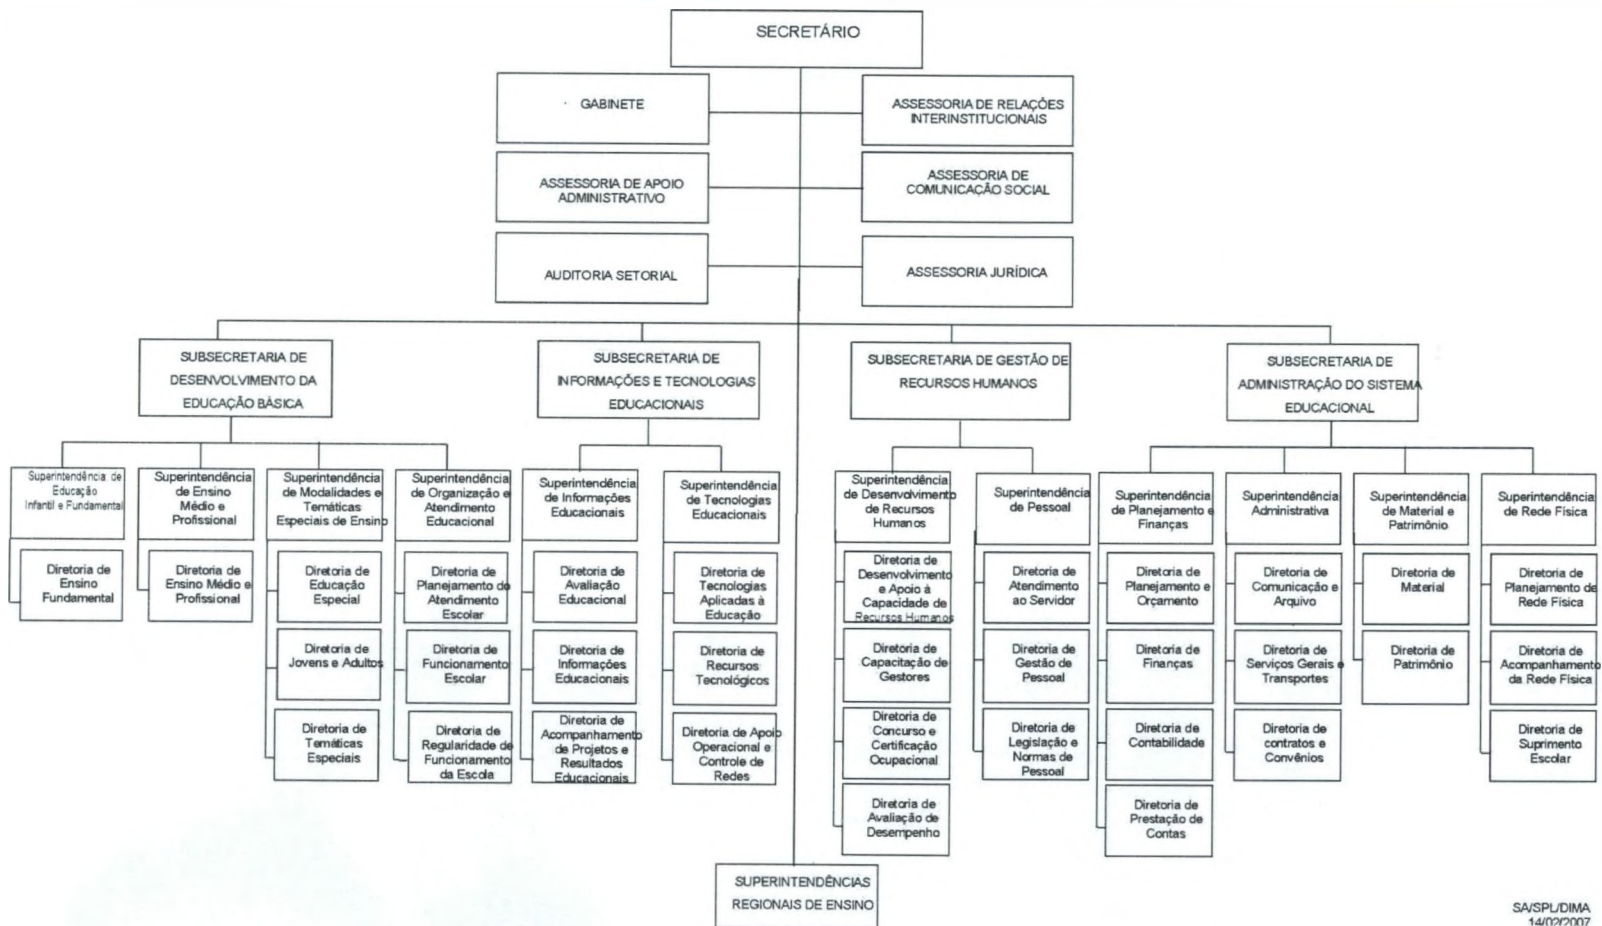 SECRETÁRIO
GABINETE
ASSESSORIA DE RELAÇÕES
INTERINSTITUCIONAIS
ASSESSORIA DE APOIO
ADMINISTRATIVO
ASSESSORIA DE
COMUNICAÇÃO SOCIAL
AUDITORIA SETORIAL
ASSESSORIA JURÍDICA
SUBSECRETARIA DE
DESENVOLVIMENTO DA
EDUCAÇÃO BÁSICA
SUBSECRETARIA DE
INFORMAÇÕES E TECNOLOGIAS
EDUCACIONAIS
SUBSECRETARIA DE GESTÃO DE
RECURSOS HUMANOS
SUBSECRETARIA DE
ADMINISTRAÇÃO DO SISTEMA
EDUCACIONAL
Superintendência de
Educação
Infantil e Fundamental
Superintendência
de Ensino
Médio e
Profissional
Superintendência
de Modalidades e
Temáticas
Especiais de Ensino
Superintendência
de Organização e
Atendimento
Educacional
Superintendência
de Informações
Educacionais
Superintendência
de Tecnologias
Educacionais
Superintendência
de Desenvolvimento
de Recursos
Humanos
Superintendência
de Pessoal
Superintendência
de Planejamento e
Finanças
Superintendência
Administrativa
Superintendência
de Material e
Patrimônio
Superintendência
de Rede Física
Diretoria de
Ensino
Fundamental
Diretoria de
Ensino Médio e
Profissional
Diretoria de
Educação
Especial
Diretoria de
Planejamento do
Atendimento
Escolar
Diretoria de
Avaliação
Educacional
Diretoria de
Tecnologias
Aplicadas à
Educação
Diretoria de
Desenvolvimento
e Apoio à
Capacidade de
Recursos Humanos
Diretoria de
Atendimento
ao Servidor
Diretoria de
Planejamento e
Orçamento
Diretoria de
Comunicação e
Arquivo
Diretoria de
Material
Diretoria de
Planejamento de
Rede Física
Diretoria de
Jovens e Adultos
Diretoria de
Funcionamento
Escolar
Diretoria de
Informações
Educacionais
Diretoria de
Recursos
Tecnológicos
Diretoria de
Capacitação de
Gestores
Diretoria de
Gestão de
Pessoal
Diretoria de
Finanças
Diretoria de
Serviços Gerais e
Transportes
Diretoria de
Patrimônio
Diretoria de
Acompanhamento
da Rede Física
Diretoria de
Temáticas
Especiais
Diretoria de
Regularidade de
Funcionamento
da Escola
Diretoria de
Acompanhamento
de Projetos e
Resultados
Educacionais
Diretoria de Apoio
Operacional e
Controle de
Redes
Diretoria de
Concurso e
Certificação
Ocupacional
Diretoria de
Legislação e
Normas de
Pessoal
Diretoria de
Contabilidade
Diretoria de
contratos e
Convênios
Diretoria de
Suprimento
Escolar
Diretoria de
Avaliação de
Desempenho
Diretoria de
Prestação de
Contas
SUPERINTENDÊNCIAS
REGIONAIS DE ENSINO
SA/SPL/DIMA
14/02/2007